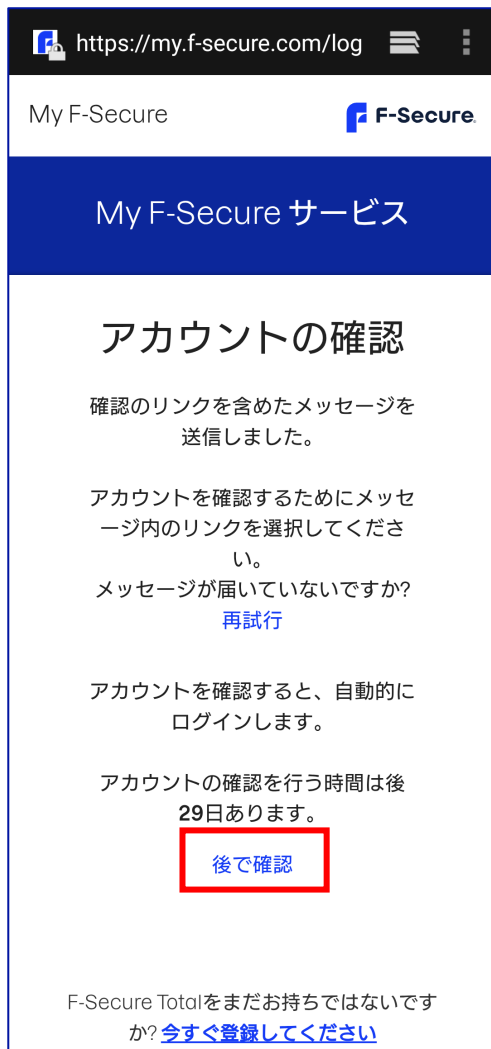 https://my.f-secure.com/log
My F-Secure
F-Secure.
My F-Secure サービス
アカウントの確認
確認のリンクを含めたメッセージを
送信しました。
アカウントを確認するためにメッセ
ージ内のリンクを選択してくださ
い。
メッセージが届いていないですか?
再試行
アカウントを確認すると、自動的に
ログインします。
アカウントの確認を行う時間は後
29日あります。
後で確認
F-Secure Totalをまだお持ちではないです
か? 今すぐ登録してください